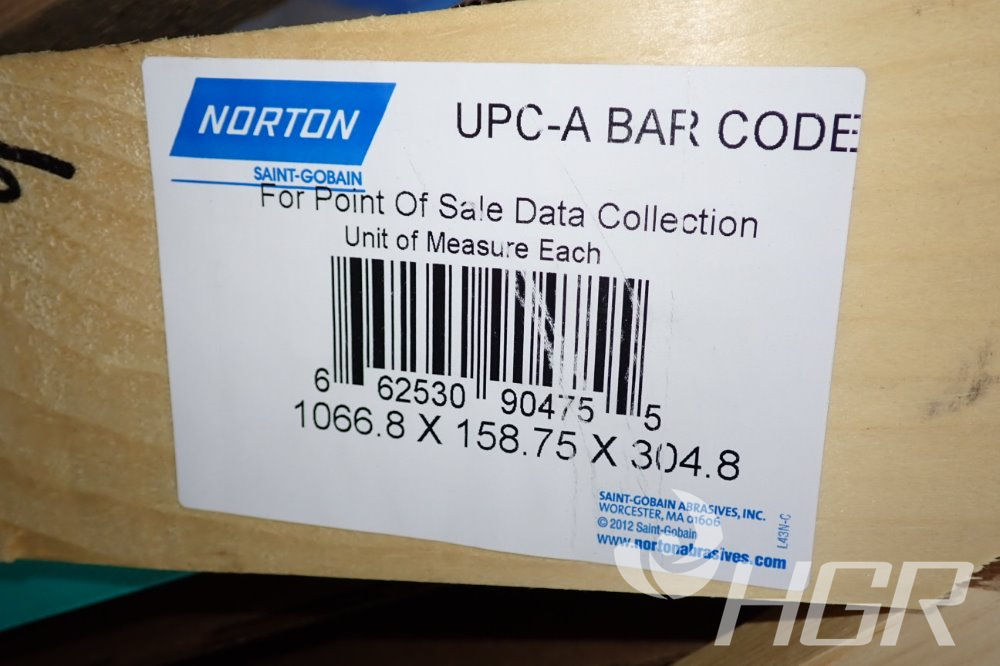 NORTON
SAINT-GOBAIN
UPC-A BAR CODE
For Point Of Sale Data Collection
Unit of Measure Each
6 62530 90475 5
1066.8 X 158.75 X 304.8
SAINT-GOBAIN ABRASIVES, INC.
WORCESTER, MA 01606
© 2012 Saint-Gobain
www.nortonabrasives.com
L43N-C
HGR